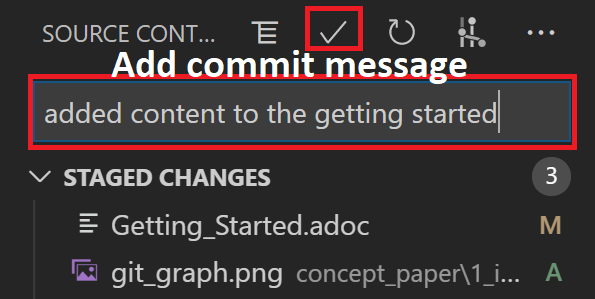 SOURCE CONT...
Add commit message
added content to the getting started
STAGED CHANGES 3
Getting_Started.adoc M
git_graph.png concept_paper\1_i... A